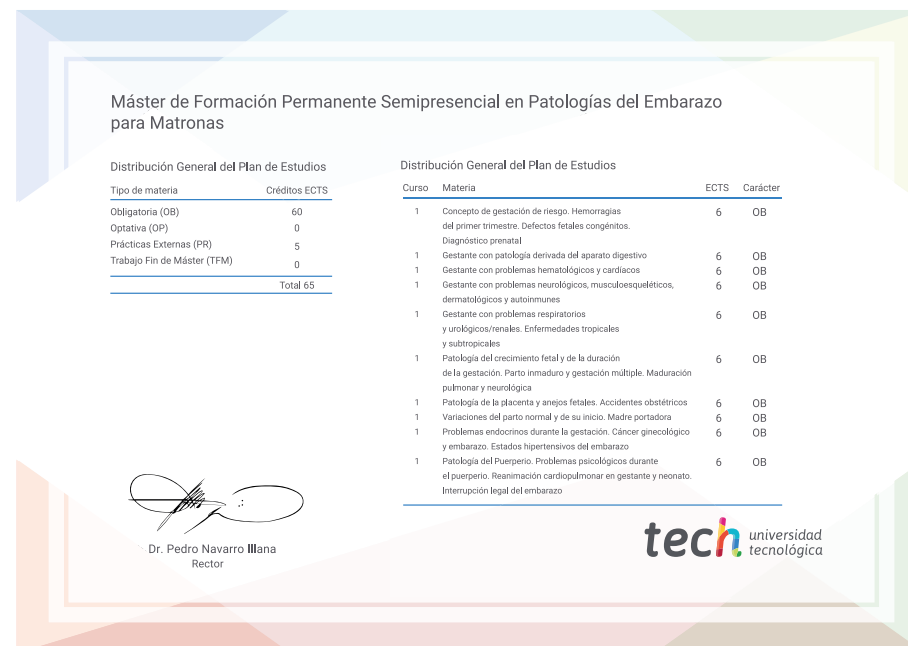 Máster de Formación Permanente Semipresencial en Patologías del Embarazo
para Matronas
Distribución General del Plan de Estudios
Tipo de materia Créditos ECTS
Obligatoria (OB) 60
Optativa (OP) 0
Prácticas Externas (PR) 5
Trabajo Fin de Máster (TFM) 0
Total 65
Distribución General del Plan de Estudios
Curso Materia ECTS Carácter
1 Concepto de gestación de riesgo. Hemorragias 6 OB
del primer trimestre. Defectos fetales congénitos.
Diagnóstico prenatal
1 Gestante con patología derivada del aparato digestivo 6 OB
1 Gestante con problemas hematológicos y cardíacos 6 OB
1 Gestante con problemas neurológicos, musculoesqueléticos, 6 OB
dermatológicos y autoinmunes
1 Gestante con problemas respiratorios 6 OB
y urológicos/renales. Enfermedades tropicales
y subtropicales
1 Patología del crecimiento fetal y de la duración 6 OB
de la gestación. Parto inmaduro y gestación múltiple. Maduración
pulmonar y neurológica
1 Patología de la placenta y anejos fetales. Accidentes obstétricos 6 OB
1 Variaciones del parto normal y de su inicio. Madre portadora 6 OB
1 Problemas endocrinos durante la gestación. Cáncer ginecológico 6 OB
y embarazo. Estados hipertensivos del embarazo
1 Patología del Puerperio. Problemas psicológicos durante 6 OB
el puerperio. Reanimación cardiopulmonar en gestante y neonato.
Interrupción legal del embarazo
Dr. Pedro Navarro Illana
Rector
tech universidad
tecnológica